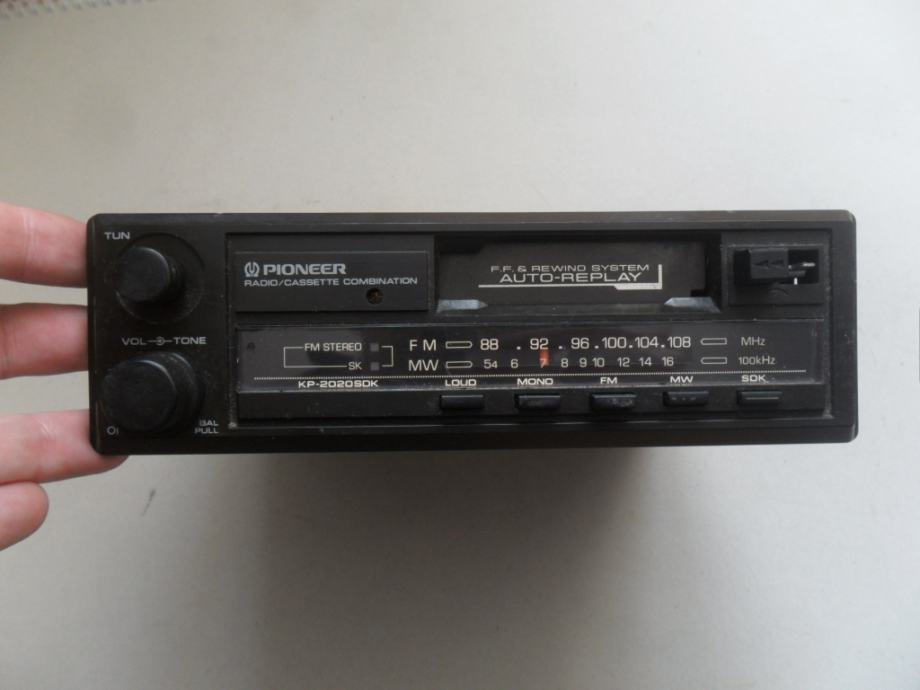 TUN
PIONEER
RADIO/CASSETTE COMBINATION
F.F. & REWIND SYSTEM
AUTO-REPLAY
VOL TONE
FM STEREO
SK
FM 88 . 92 . 96 . 100 . 104 . 108 MHz
MW 54 6 7 8 9 10 12 14 16 100kHz
KP-2020SDK
LOUD MONO FM MW SDK
BAL
PULL